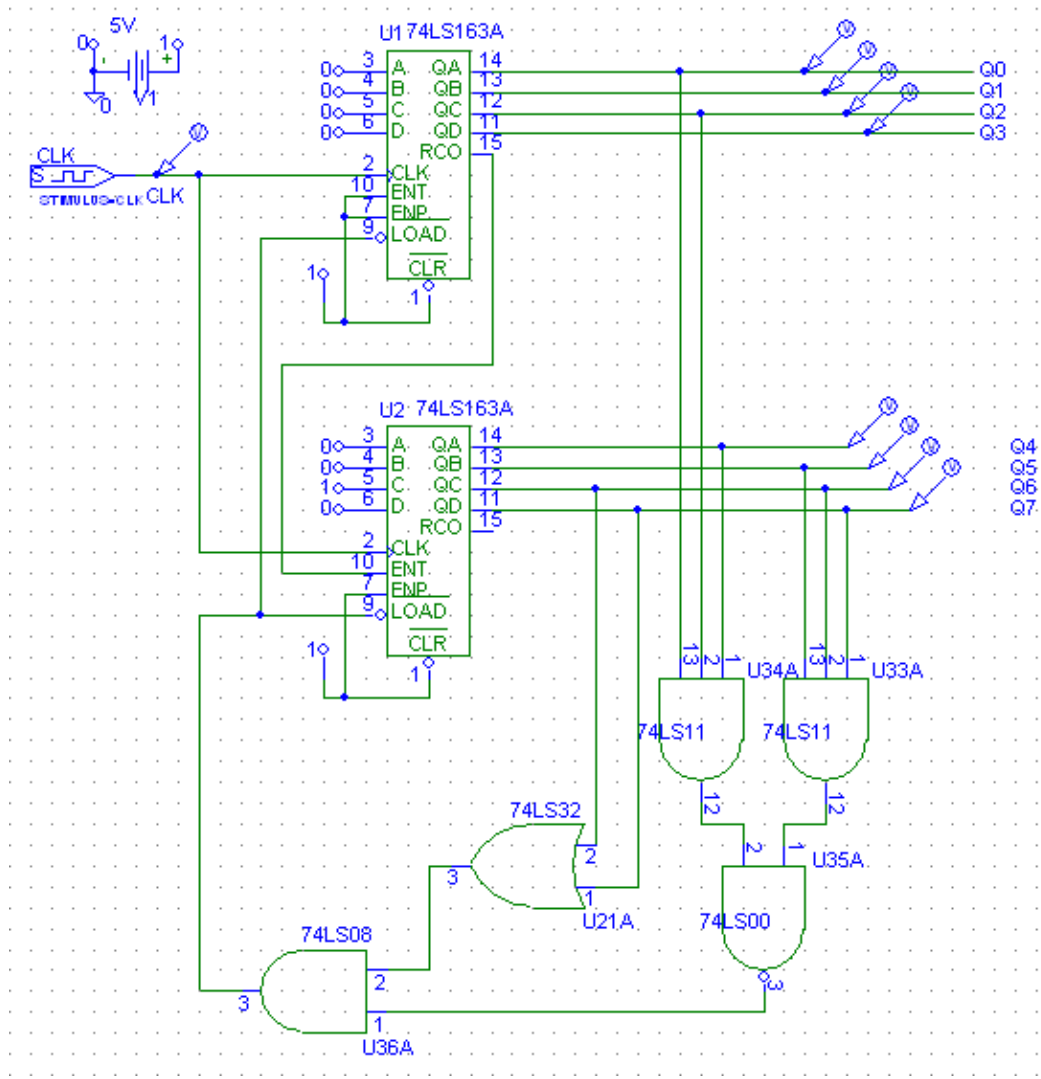 5V
0 1
0 1
U1 74LS163A
0 3 A QA 14 Q0
0 4 B QB 13 Q1
0 5 C QC 12 Q2
0 6 D QD 11 Q3
RCO 15
CLK
S
STIMULUS=CLK CLK
2 CLK
10 ENT
7 ENP
9 LOAD
CLR
1 1
U2 74LS163A
0 3 A QA 14 Q4
0 4 B QB 13 Q5
1 5 C QC 12 Q6
0 6 D QD 11 Q7
RCO 15
2 CLK
10 ENT
7 ENP
9 LOAD
CLR
1 1
13 2 1 U34A 13 2 1 U33A
74LS11 74LS11
12 12
74LS32
2
3
1
U21A
2 1 U35A
74LS00
3
74LS08
2
3
1
U36A